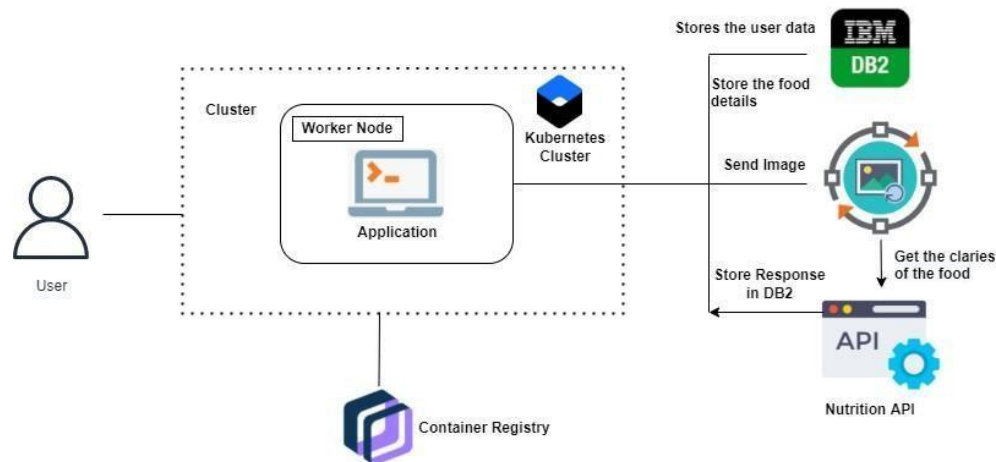 Stores the user data
IBM
DB2
Store the food
details
Cluster
Worker Node
Kubernetes
Cluster
Application
Send Image
User
Get the claries
of the food
Store Response
in DB2
API
Nutrition API
Container Registry